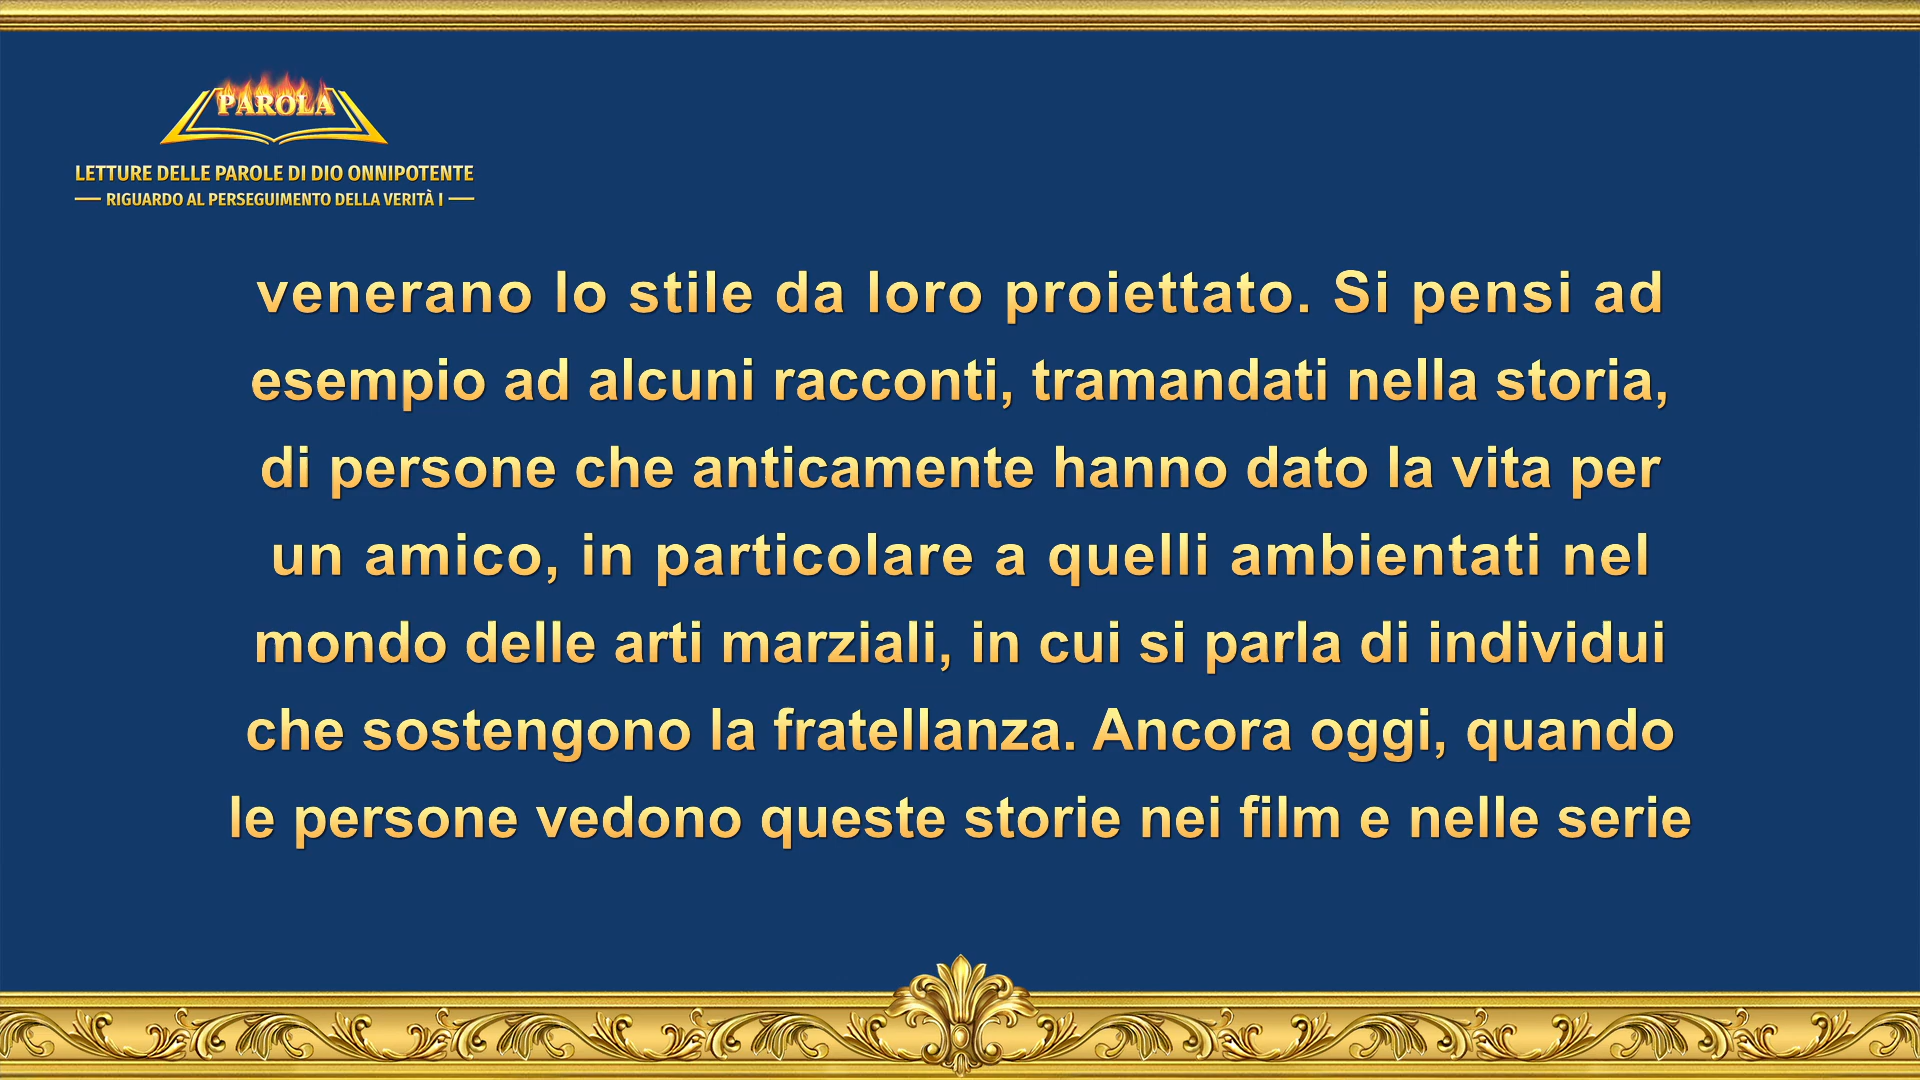 PAROLA
LETTURE DELLE PAROLE DI DIO ONNIPOTENTE
RIGUARDO AL PERSEGUIMENTO DELLA VERITÀ I
venerano lo stile da loro proiettato. Si pensi ad
esempio ad alcuni racconti, tramandati nella storia,
di persone che anticamente hanno dato la vita per
un amico, in particolare a quelli ambientati nel
mondo delle arti marziali, in cui si parla di individui
che sostengono la fratellanza. Ancora oggi, quando
le persone vedono queste storie nei film e nelle serie